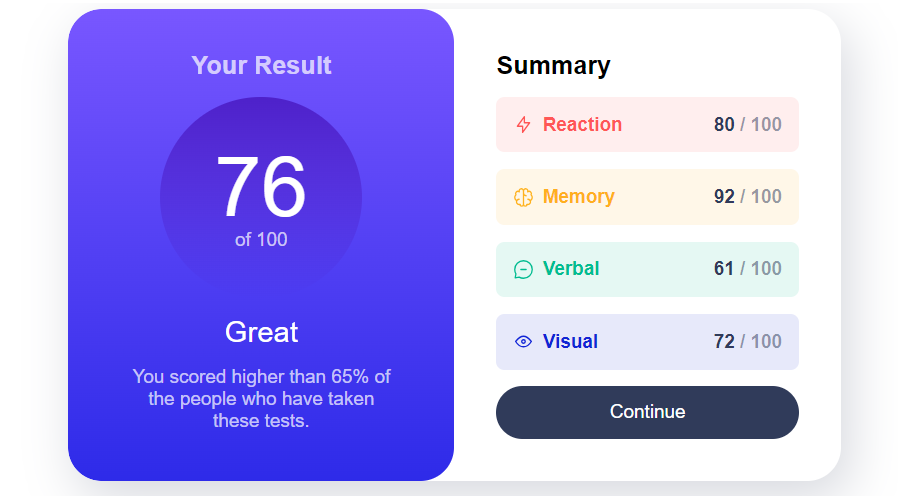 Your Result
76
of 100
Great
You scored higher than 65% of
the people who have taken
these tests.
Summary
Reaction 80 / 100
Memory 92 / 100
Verbal 61 / 100
Visual 72 / 100
Continue